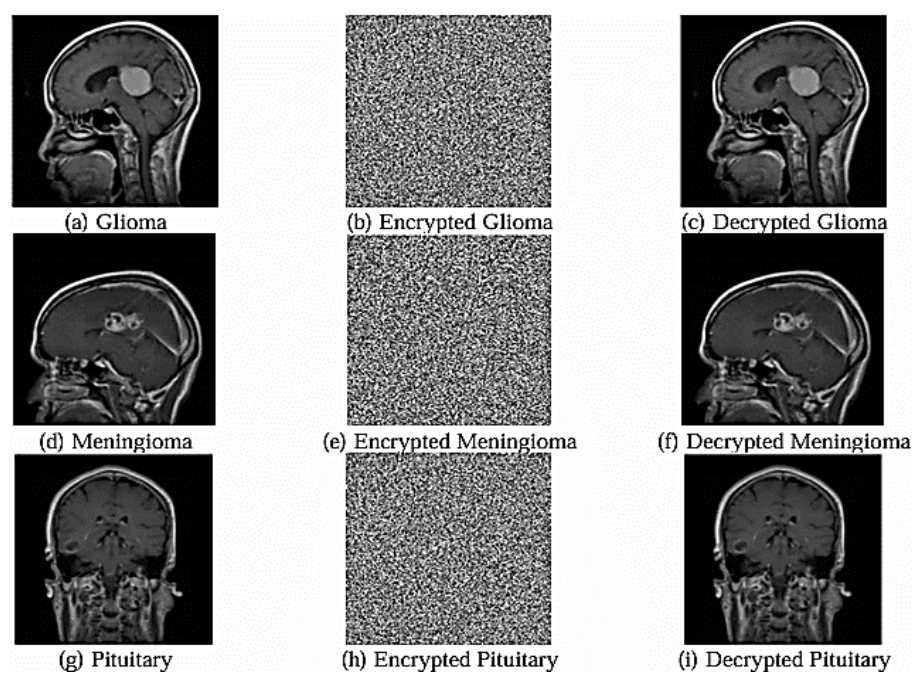 (a) Glioma
(b) Encrypted Glioma
(c) Decrypted Glioma
(d) Meningioma
(e) Encrypted Meningioma
(f) Decrypted Meningioma
(g) Pituitary
(h) Encrypted Pituitary
(i) Decrypted Pituitary